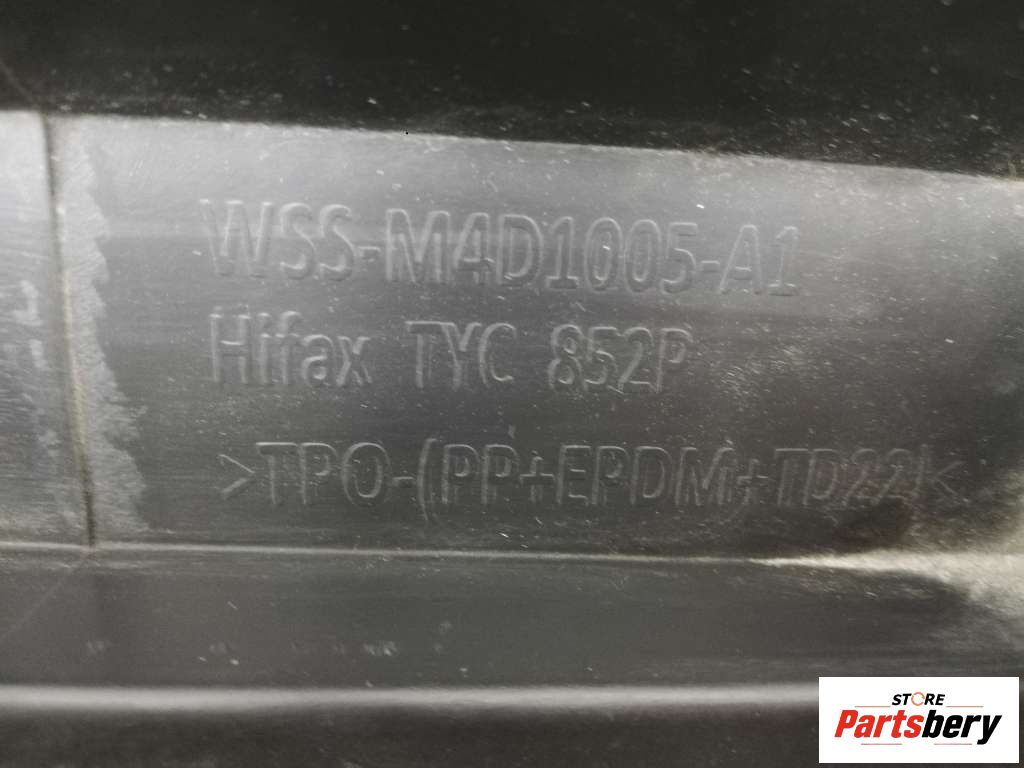 WSS-M4D1005-A1
Hifax TYC 852P
>TPO-(PP+EPDM+TD22)<
STORE
Partsbery